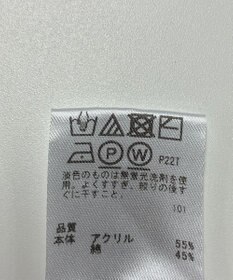 P W P22T
淡色のものは無蛍光洗剤を使
用。よくすすぎ、絞りの後す
ぐに干すこと。
101
品質
本体 アクリル 55%
綿 45%